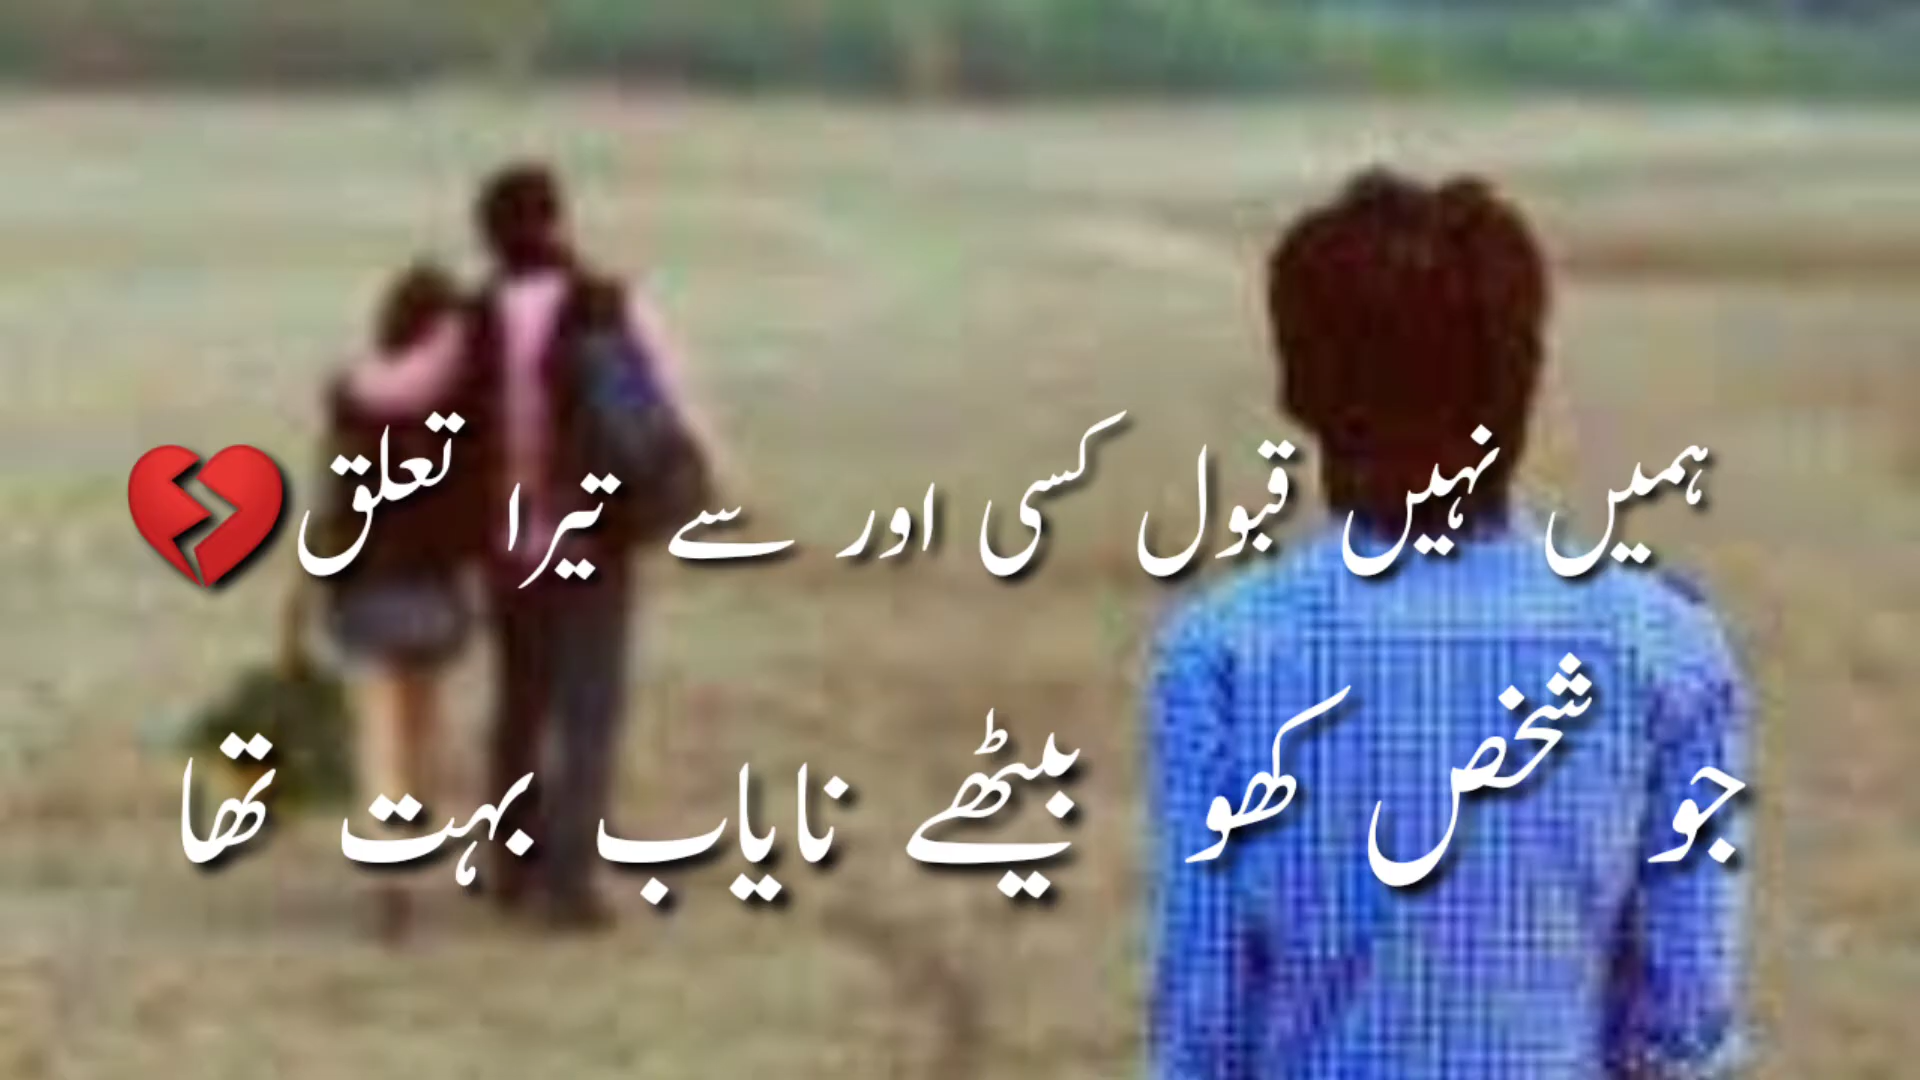 ہمیں نہیں قبول کسی اور سے تیرا تعلق💔
جو شخص کھو بیٹھے نایاب بہت تھا